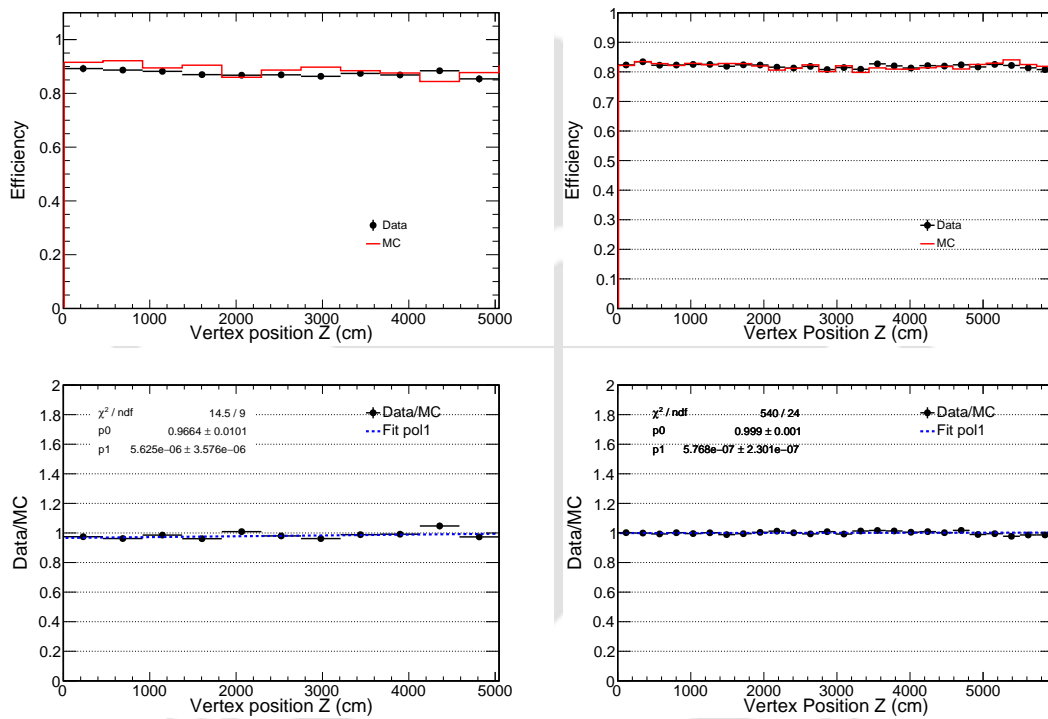 1
0.8
0.6
0.4
0.2
0
Efficiency
Data
MC
0 1000 2000 3000 4000 5000
Vertex position Z (cm)
1
0.9
0.8
0.7
0.6
0.5
0.4
0.3
0.2
0.1
0
Efficiency
Data
MC
0 1000 2000 3000 4000 5000
Vertex Position Z (cm)
2
1.8
1.6
1.4
1.2
1
0.8
0.6
0.4
0.2
0
Data/MC
χ² / ndf 14.5 / 9
p0 0.9664 ± 0.0101
p1 5.625e−06 ± 3.576e−06
Data/MC
Fit pol1
0 1000 2000 3000 4000 5000
Vertex position Z (cm)
2
1.8
1.6
1.4
1.2
1
0.8
0.6
0.4
0.2
0
Data/MC
χ² / ndf 540 / 24
p0 0.999 ± 0.001
p1 5.768e−07 ± 2.301e−07
Data/MC
Fit pol1
0 1000 2000 3000 4000 5000
Vertex Position Z (cm)